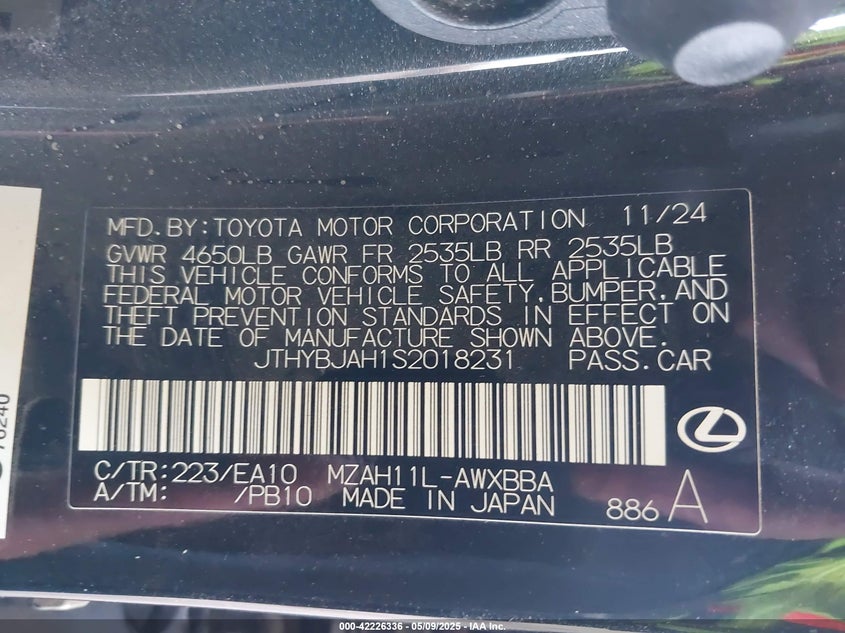 MFD.BY:TOYOTA MOTOR CORPORATION 11/24
GVWR 4650LB GAWR FR 2535LB RR 2535LB
THIS VEHICLE CONFORMS TO ALL APPLICABLE
FEDERAL MOTOR VEHICLE SAFETY,BUMPER,AND
THEFT PREVENTION STANDARDS IN EFFECT ON
THE DATE OF MANUFACTURE SHOWN ABOVE.
JTHYBJAH1S2018231 PASS.CAR
C/TR:223/EA10 MZAH11L-AWXBBA
A/TM: /PB10 MADE IN JAPAN 886 A
76240
000-42226336 - 05/09/2025 - IAA Inc.